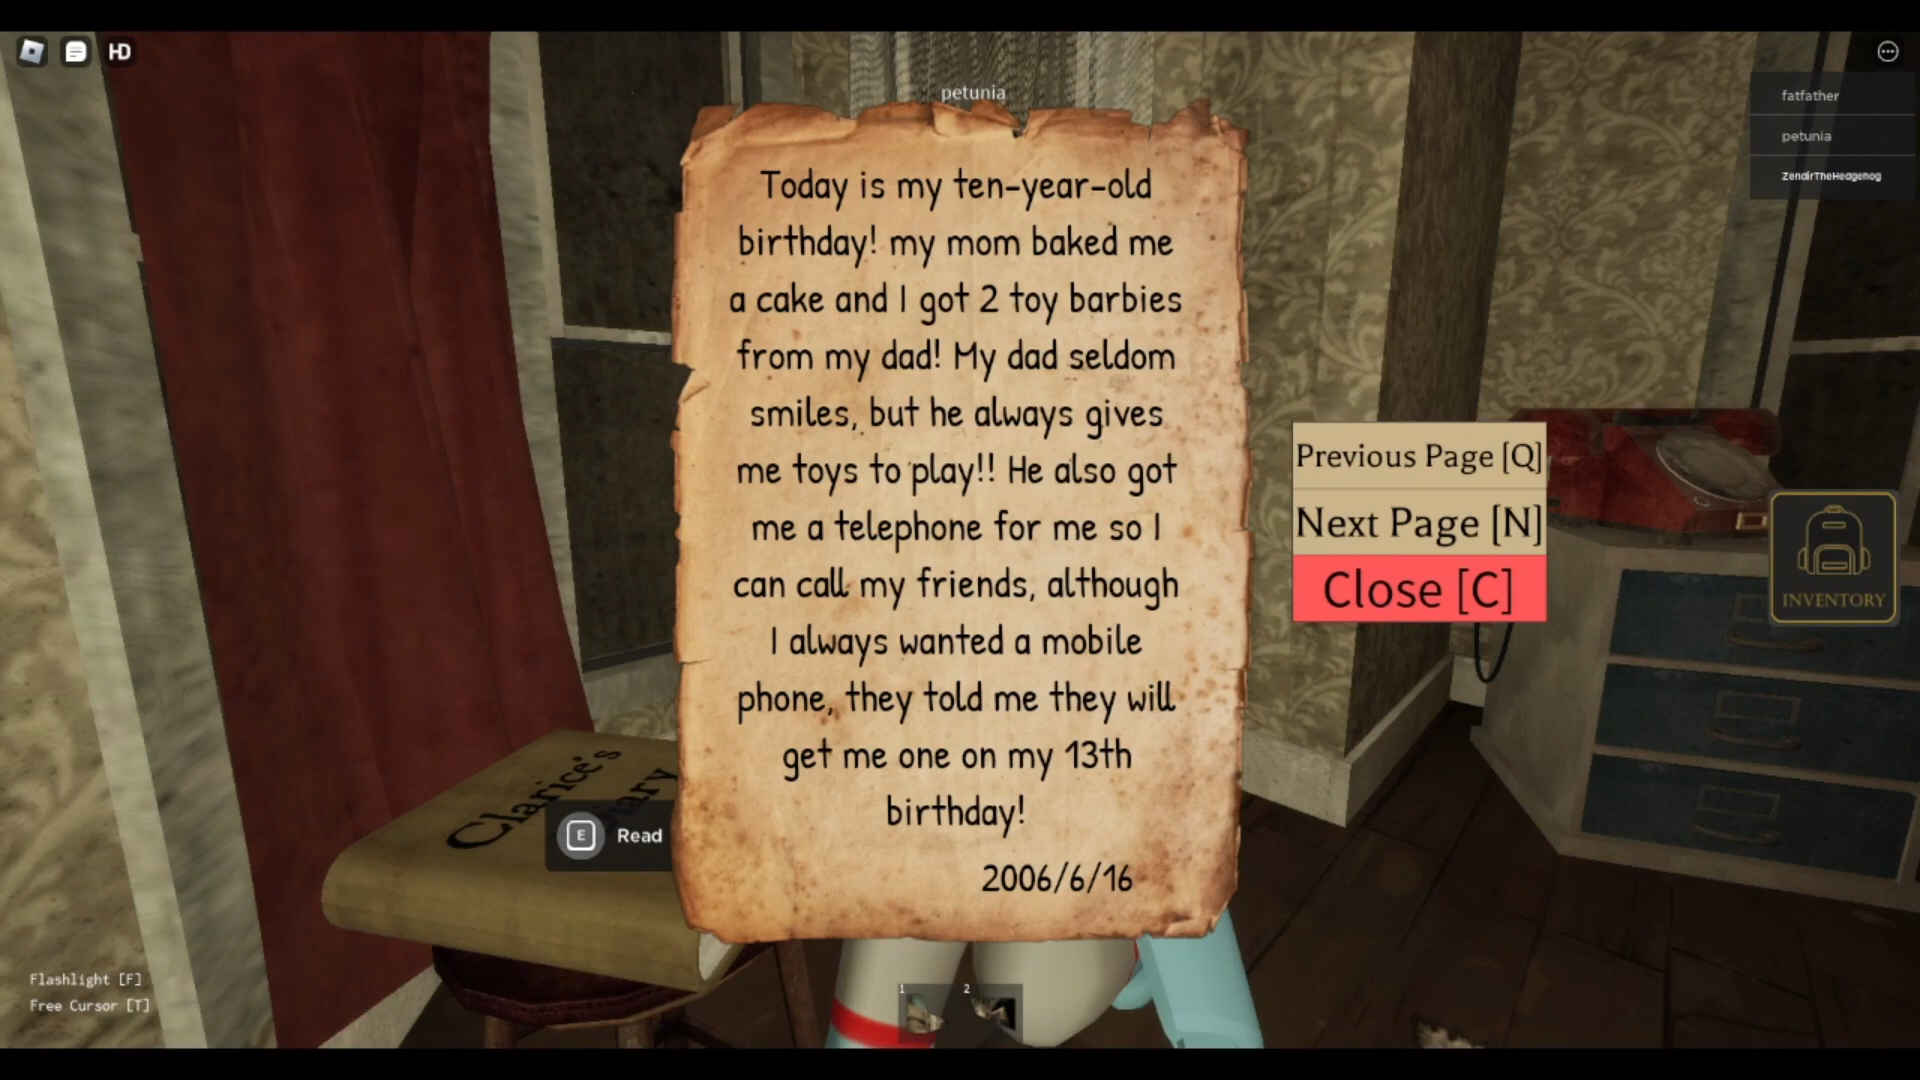 HD
petunia
fatfather
petunia
ZendirTheHedgehog
Today is my ten-year-old
birthday! my mom baked me
a cake and I got 2 toy barbies
from my dad! My dad seldom
smiles, but he always gives
me toys to play!! He also got
me a telephone for me so I
can call my friends, although
I always wanted a mobile
phone, they told me they will
get me one on my 13th
birthday!
2006/6/16
Previous Page [Q]
Next Page [N]
Close [C]
INVENTORY
Clarice's
Diary
E
Read
Flashlight [F]
Free Cursor [T]
1
2